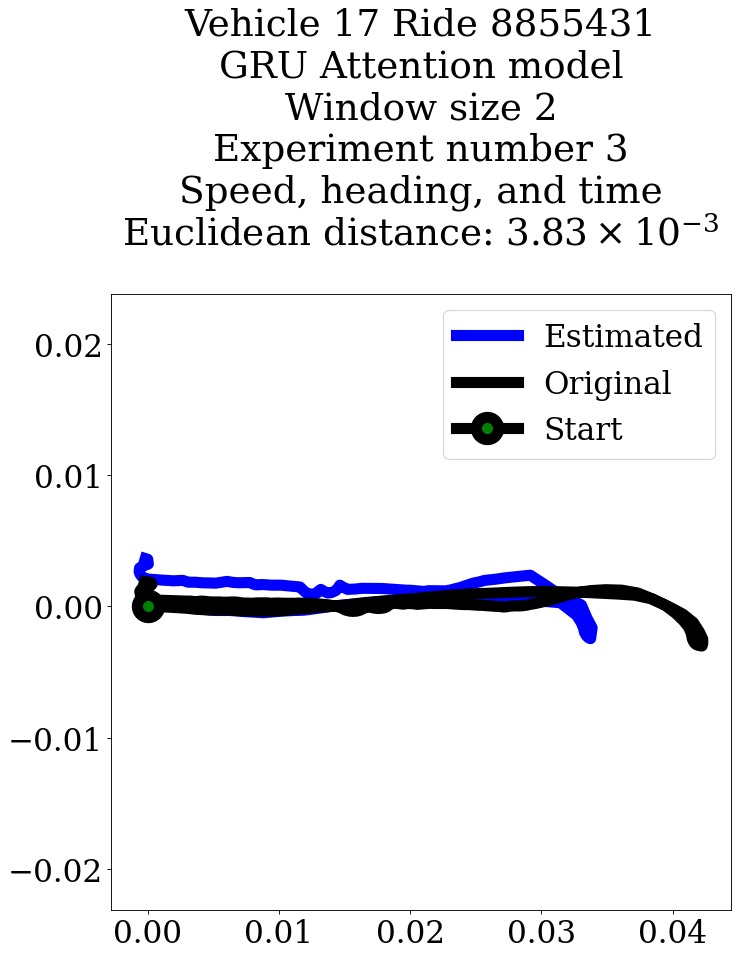 Vehicle 17 Ride 8855431
GRU Attention model
Window size 2
Experiment number 3
Speed, heading, and time
Euclidean distance: 3.83 × 10⁻³
Estimated
Original
Start
0.02
0.01
0.00
−0.01
−0.02
0.00 0.01 0.02 0.03 0.04